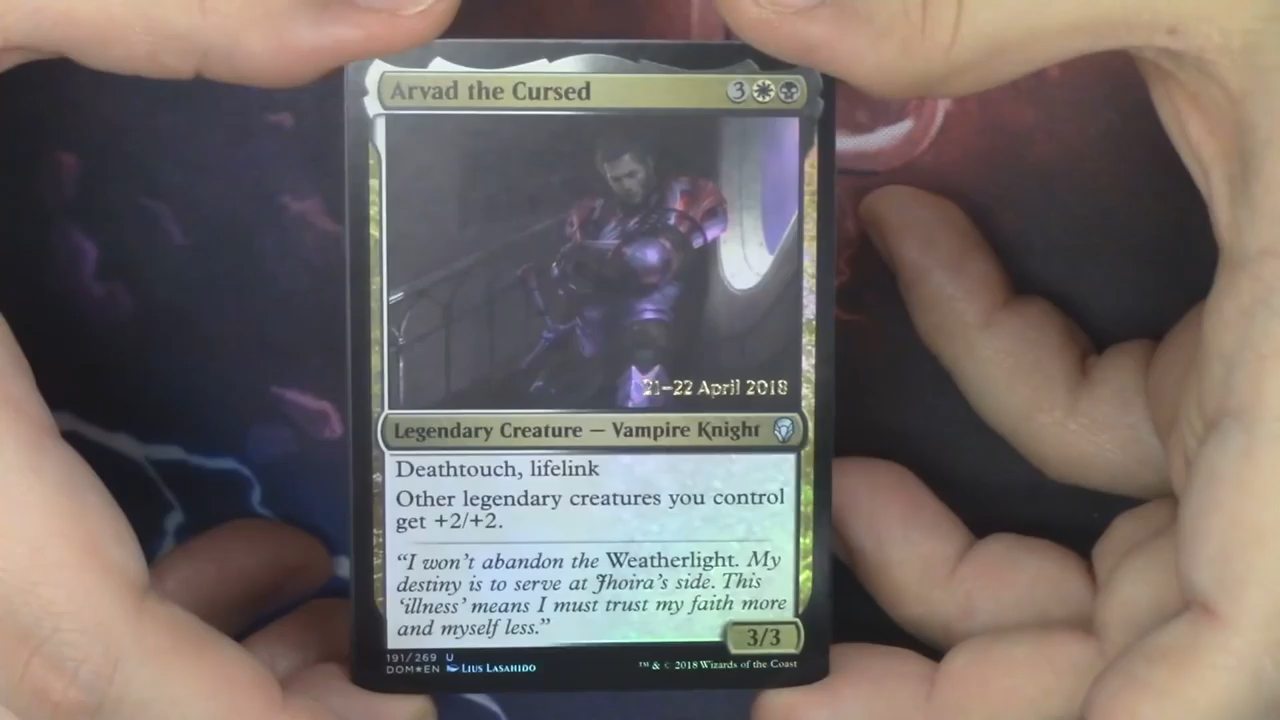 Arvad the Cursed 3
21-22 April 2018
Legendary Creature — Vampire Knight
Deathtouch, lifelink
Other legendary creatures you control
get +2/+2.
“I won’t abandon the Weatherlight. My
destiny is to serve at Jhoira’s side. This
‘illness’ means I must trust my faith more
and myself less.”
3/3
191/269 U
DOM★EN Lius Lasahido
™ & © 2018 Wizards of the Coast